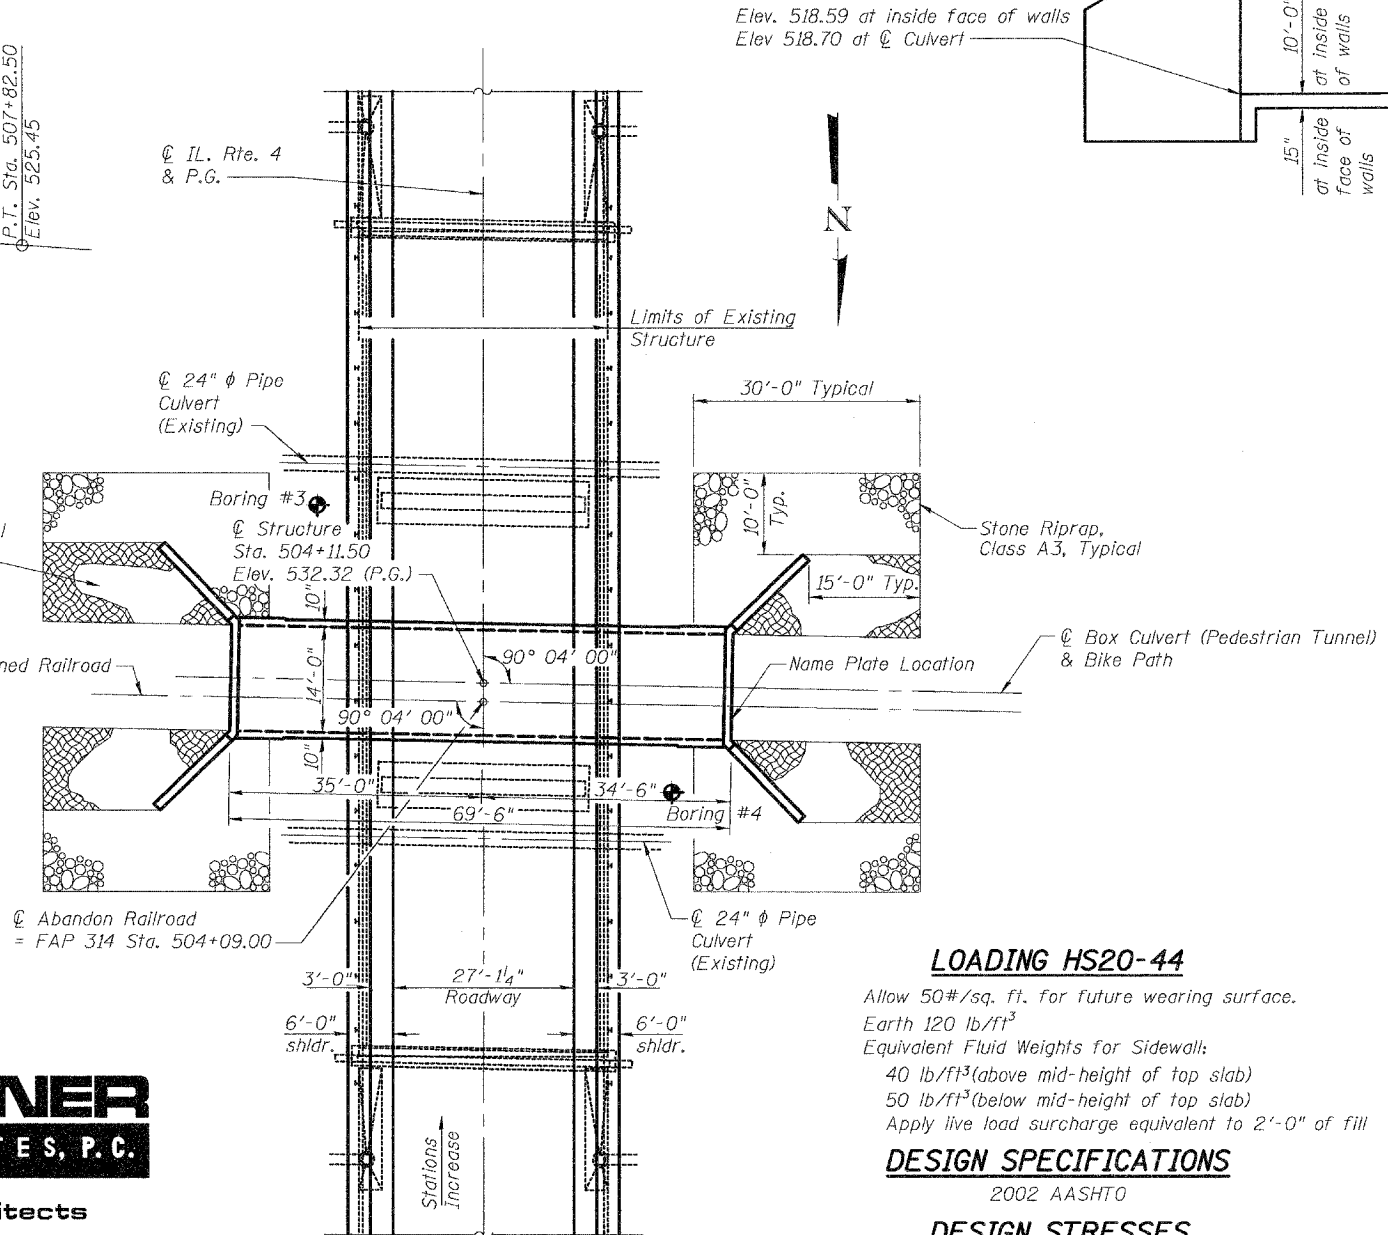 Elev. 518.59 at inside face of walls
Elev 518.70 at ℄ Culvert
10'-0"
at inside
of walls
15"
at inside
face of
walls
P.T. Sta. 507+82.50
Elev. 525.45
℄ IL. Rte. 4
& P.G.
N
Limits of Existing
Structure
℄ 24" ϕ Pipe
Culvert
(Existing)
30'-0" Typical
10'-0"
Typ.
Boring #3
℄ Structure
Sta. 504+11.50
Elev. 532.32 (P.G.)
Stone Riprap,
Class A3, Typical
15'-0" Typ.
10"
14'-0"
10"
90° 04' 00"
90° 04' 00"
ned Railroad
Name Plate Location
℄ Box Culvert (Pedestrian Tunnel)
& Bike Path
35'-0"
34'-6"
69'-6"
Boring #4
℄ Abandon Railroad
= FAP 314 Sta. 504+09.00
℄ 24" ϕ Pipe
Culvert
(Existing)
3'-0"
27'-1¼"
Roadway
3'-0"
6'-0"
shldr.
6'-0"
shldr.
Stations
Increase
LOADING HS20-44
Allow 50#/sq. ft. for future wearing surface.
Earth 120 lb/ft³
Equivalent Fluid Weights for Sidewall:
40 lb/ft³(above mid-height of top slab)
50 lb/ft³(below mid-height of top slab)
Apply live load surcharge equivalent to 2'-0" of fill
DESIGN SPECIFICATIONS
2002 AASHTO
DESIGN STRESSES
NER
TES, P.C.
itects